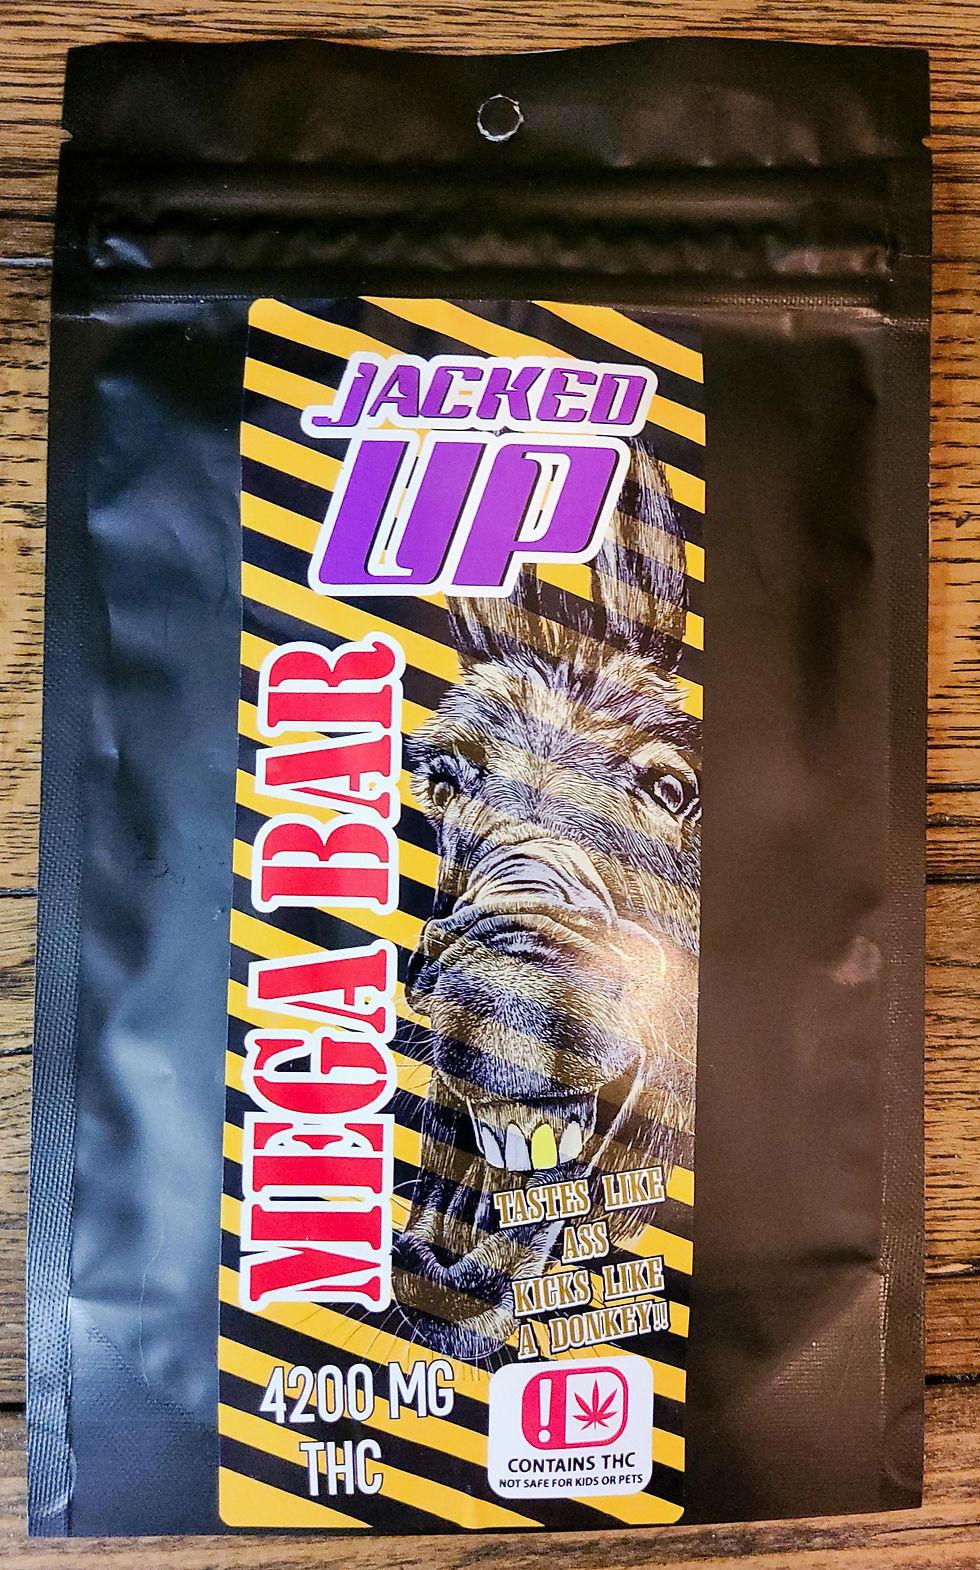 JACKED
UP
MEGA BAR
TASTES LIKE
ASS
KICKS LIKE
A DONKEY!!
4200 MG
THC
!
CONTAINS THC
NOT SAFE FOR KIDS OR PETS